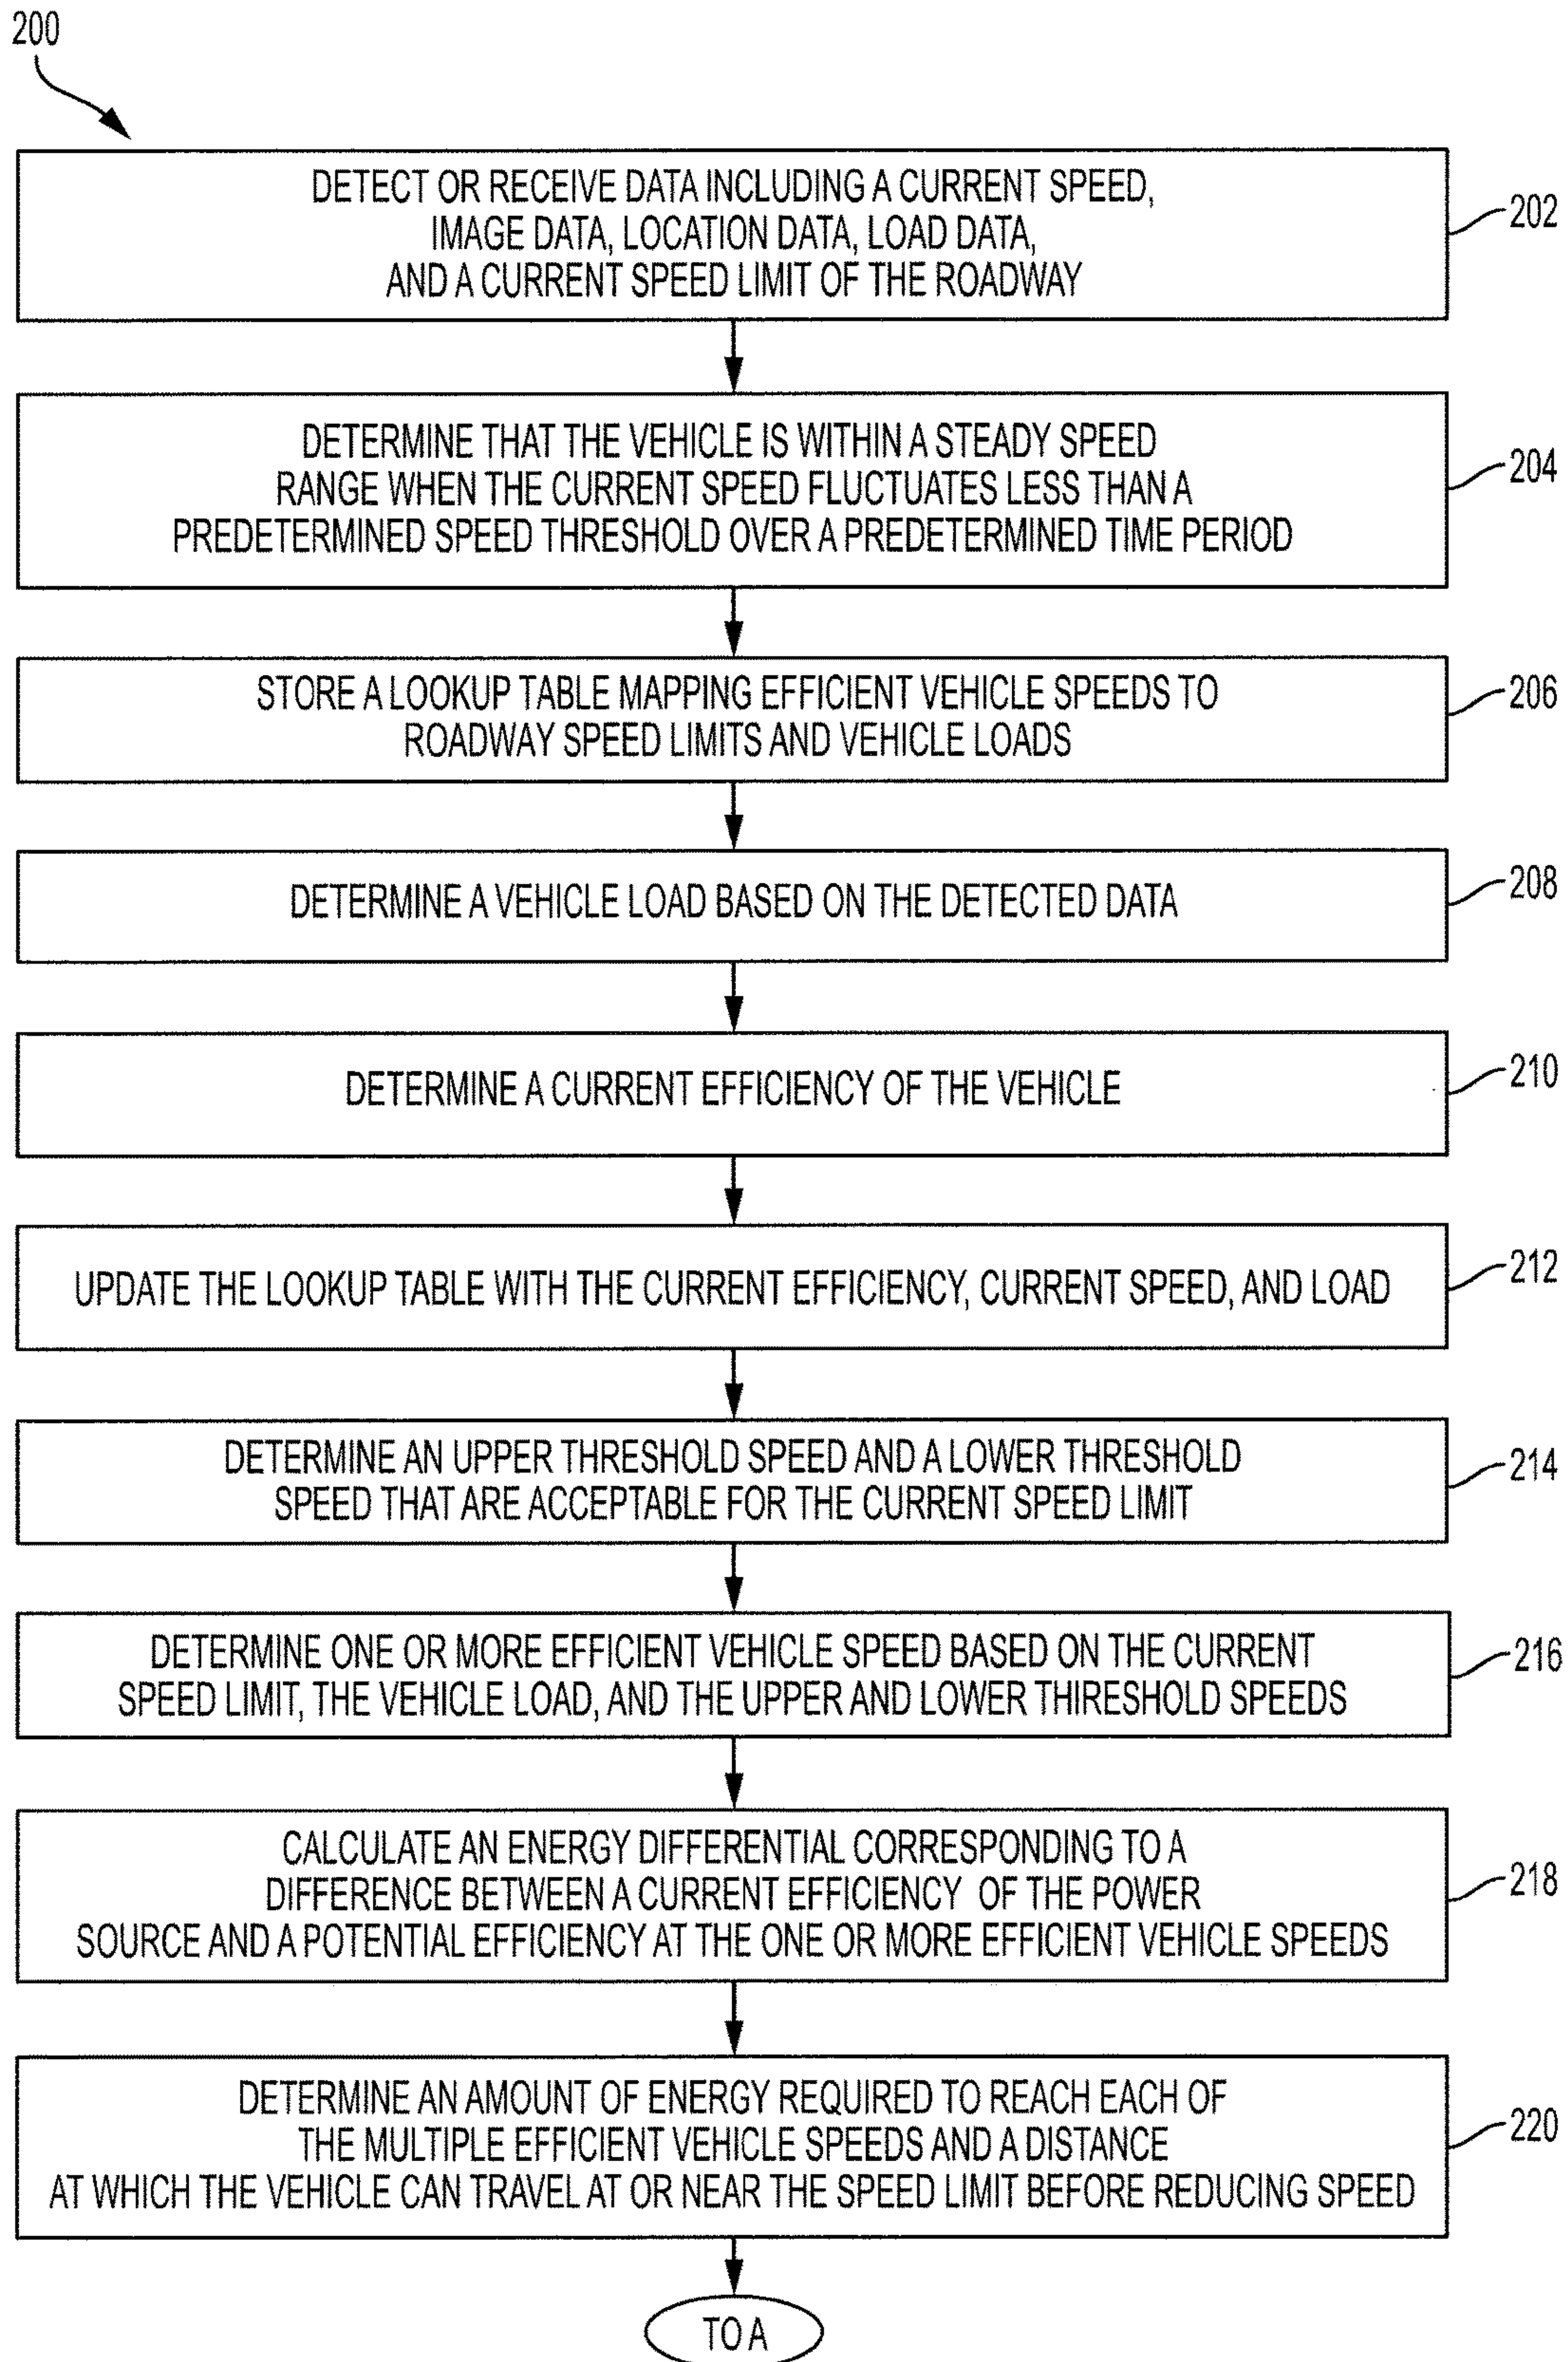 200
DETECT OR RECEIVE DATA INCLUDING A CURRENT SPEED,
IMAGE DATA, LOCATION DATA, LOAD DATA,
AND A CURRENT SPEED LIMIT OF THE ROADWAY
202
DETERMINE THAT THE VEHICLE IS WITHIN A STEADY SPEED
RANGE WHEN THE CURRENT SPEED FLUCTUATES LESS THAN A
PREDETERMINED SPEED THRESHOLD OVER A PREDETERMINED TIME PERIOD
204
STORE A LOOKUP TABLE MAPPING EFFICIENT VEHICLE SPEEDS TO
ROADWAY SPEED LIMITS AND VEHICLE LOADS
206
DETERMINE A VEHICLE LOAD BASED ON THE DETECTED DATA
208
DETERMINE A CURRENT EFFICIENCY OF THE VEHICLE
210
UPDATE THE LOOKUP TABLE WITH THE CURRENT EFFICIENCY, CURRENT SPEED, AND LOAD
212
DETERMINE AN UPPER THRESHOLD SPEED AND A LOWER THRESHOLD
SPEED THAT ARE ACCEPTABLE FOR THE CURRENT SPEED LIMIT
214
DETERMINE ONE OR MORE EFFICIENT VEHICLE SPEED BASED ON THE CURRENT
SPEED LIMIT, THE VEHICLE LOAD, AND THE UPPER AND LOWER THIRESHOLD SPEEDS
216
CALCULATE AN ENERGY DIFFERENTIAL CORRESPONDING TO A
DIFFERENCE BETWEEN A CURRENT EFFICIENCY OF THE POWER
SOURCE AND A POTENTIAL EFFICIENCY AT THE ONE OR MORE EFFICIENT VEHICLE SPEEDS
218
DETERMINE AN AMOUNT OF ENERGY REQUIRED TO REACH EACH OF
THE MULTIPLE EFFICIENT VEHICLE SPEEDS AND A DISTANCE
AT WHICH THE VEHICLE CAN TRAVEL AT OR NEAR THE SPEED LIMIT BEFORE REDUCING SPEED
220
TO A